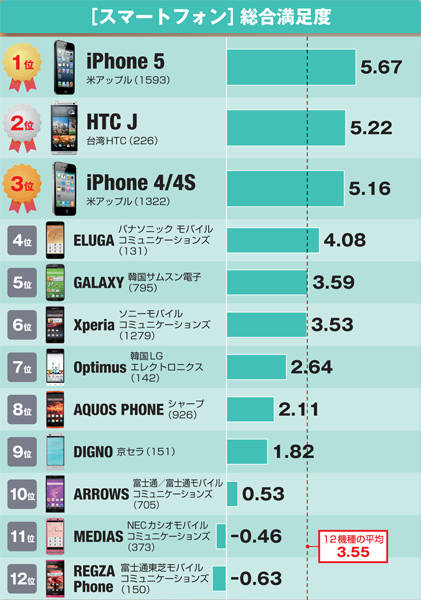 [スマートフォン]総合満足度
1位
iPhone 5
米アップル(1593)
5.67
2位
HTC J
台湾HTC(226)
5.22
3位
iPhone 4/4S
米アップル(1322)
5.16
4位
ELUGA パナソニック モバイル
コミュニケーションズ
(131)
4.08
5位
GALAXY 韓国サムスン電子
(795)
3.59
6位
Xperia ソニーモバイル
コミュニケーションズ
(1279)
3.53
7位
Optimus 韓国LG
エレクトロニクス
(142)
2.64
8位
AQUOS PHONE シャープ
(926)
2.11
9位
DIGNO 京セラ(151)
1.82
10位
ARROWS 富士通/富士通モバイル
コミュニケーションズ
(705)
0.53
11位
MEDIAS NECカシオモバイル
コミュニケーションズ
(373)
-0.46
12機種の平均
3.55
12位
REGZA
Phone
富士通東芝モバイル
コミュニケーションズ
(150)
-0.63